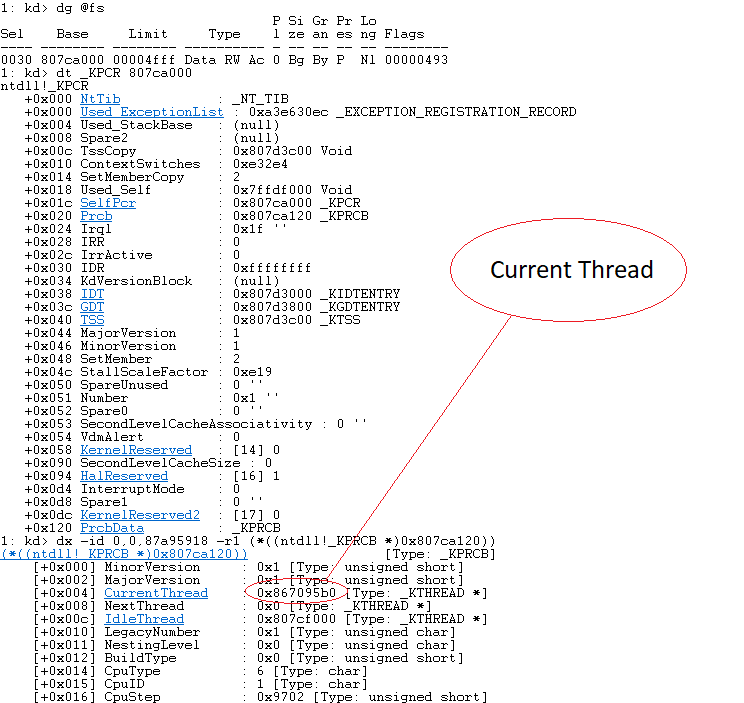 1: kd> dg @fs
                                  P Si Gr Pr Lo
Sel    Base     Limit     Type    l ze an es ng Flags
---- -------- -------- ---------- - -- -- -- -- --------
0030 807ca000 00004fff Data RW Ac 0 Bg By P  Nl 00000493
1: kd> dt _KPCR 807ca000
ntdll!_KPCR
   +0x000 NtTib            : _NT_TIB
   +0x000 Used_ExceptionList : 0xa3e630ec _EXCEPTION_REGISTRATION_RECORD
   +0x004 Used_StackBase   : (null)
   +0x008 Spare2           : (null)
   +0x00c TssCopy          : 0x807d3c00 Void
   +0x010 ContextSwitches  : 0xe32e4
   +0x014 SetMemberCopy    : 2
   +0x018 Used_Self        : 0x7ffdf000 Void
   +0x01c SelfPcr          : 0x807ca000 _KPCR
   +0x020 Prcb             : 0x807ca120 _KPRCB
   +0x024 Irql             : 0x1f ''
   +0x028 IRR              : 0
   +0x02c IrrActive        : 0
   +0x030 IDR              : 0xffffffff
   +0x034 KdVersionBlock   : (null)
   +0x038 IDT              : 0x807d3000 _KIDTENTRY
   +0x03c GDT              : 0x807d3800 _KGDTENTRY
   +0x040 TSS              : 0x807d3c00 _KTSS
   +0x044 MajorVersion     : 1
   +0x046 MinorVersion     : 1
   +0x048 SetMember        : 2
   +0x04c StallScaleFactor : 0xe19
   +0x050 SpareUnused      : 0 ''
   +0x051 Number           : 0x1 ''
   +0x052 Spare0           : 0 ''
   +0x053 SecondLevelCacheAssociativity : 0 ''
   +0x054 VdmAlert         : 0
   +0x058 KernelReserved   : [14] 0
   +0x090 SecondLevelCacheSize : 0
   +0x094 HalReserved      : [16] 1
   +0x0d4 InterruptMode    : 0
   +0x0d8 Spare1           : 0 ''
   +0x0dc KernelReserved2  : [17] 0
   +0x120 PrcbData         : _KPRCB
1: kd> dx -id 0,0,87a95918 -r1 (*((ntdll!_KPRCB *)0x807ca120))
(*((ntdll!_KPRCB *)0x807ca120))                 [Type: _KPRCB]
    [+0x000] MinorVersion     : 0x1 [Type: unsigned short]
    [+0x002] MajorVersion     : 0x1 [Type: unsigned short]
    [+0x004] CurrentThread    : 0x867095b0 [Type: _KTHREAD *]
    [+0x008] NextThread       : 0x0 [Type: _KTHREAD *]
    [+0x00c] IdleThread       : 0x807cf000 [Type: _KTHREAD *]
    [+0x010] LegacyNumber     : 0x1 [Type: unsigned char]
    [+0x011] NestingLevel     : 0x0 [Type: unsigned char]
    [+0x012] BuildType        : 0x0 [Type: unsigned short]
    [+0x014] CpuType          : 6 [Type: char]
    [+0x015] CpuID            : 1 [Type: char]
    [+0x016] CpuStep          : 0x9702 [Type: unsigned short]
Current Thread